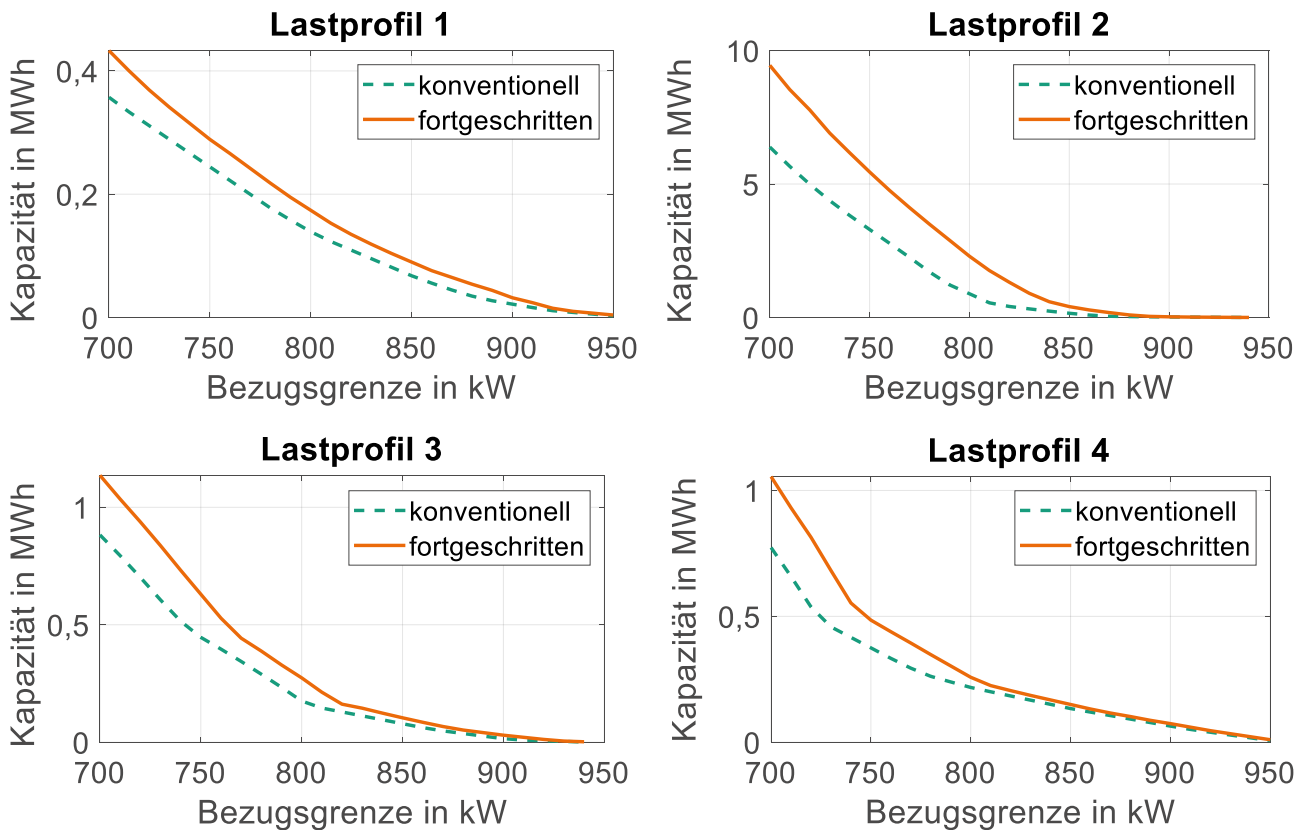 Lastprofil 1
Kapazität in MWh
0,4
0,2
0
konventionell
fortgeschritten
700 750 800 850 900 950
Bezugsgrenze in kW
Lastprofil 2
Kapazität in MWh
10
5
0
konventionell
fortgeschritten
700 750 800 850 900 950
Bezugsgrenze in kW
Lastprofil 3
Kapazität in MWh
1
0,5
0
konventionell
fortgeschritten
700 750 800 850 900 950
Bezugsgrenze in kW
Lastprofil 4
Kapazität in MWh
1
0,5
0
konventionell
fortgeschritten
700 750 800 850 900 950
Bezugsgrenze in kW